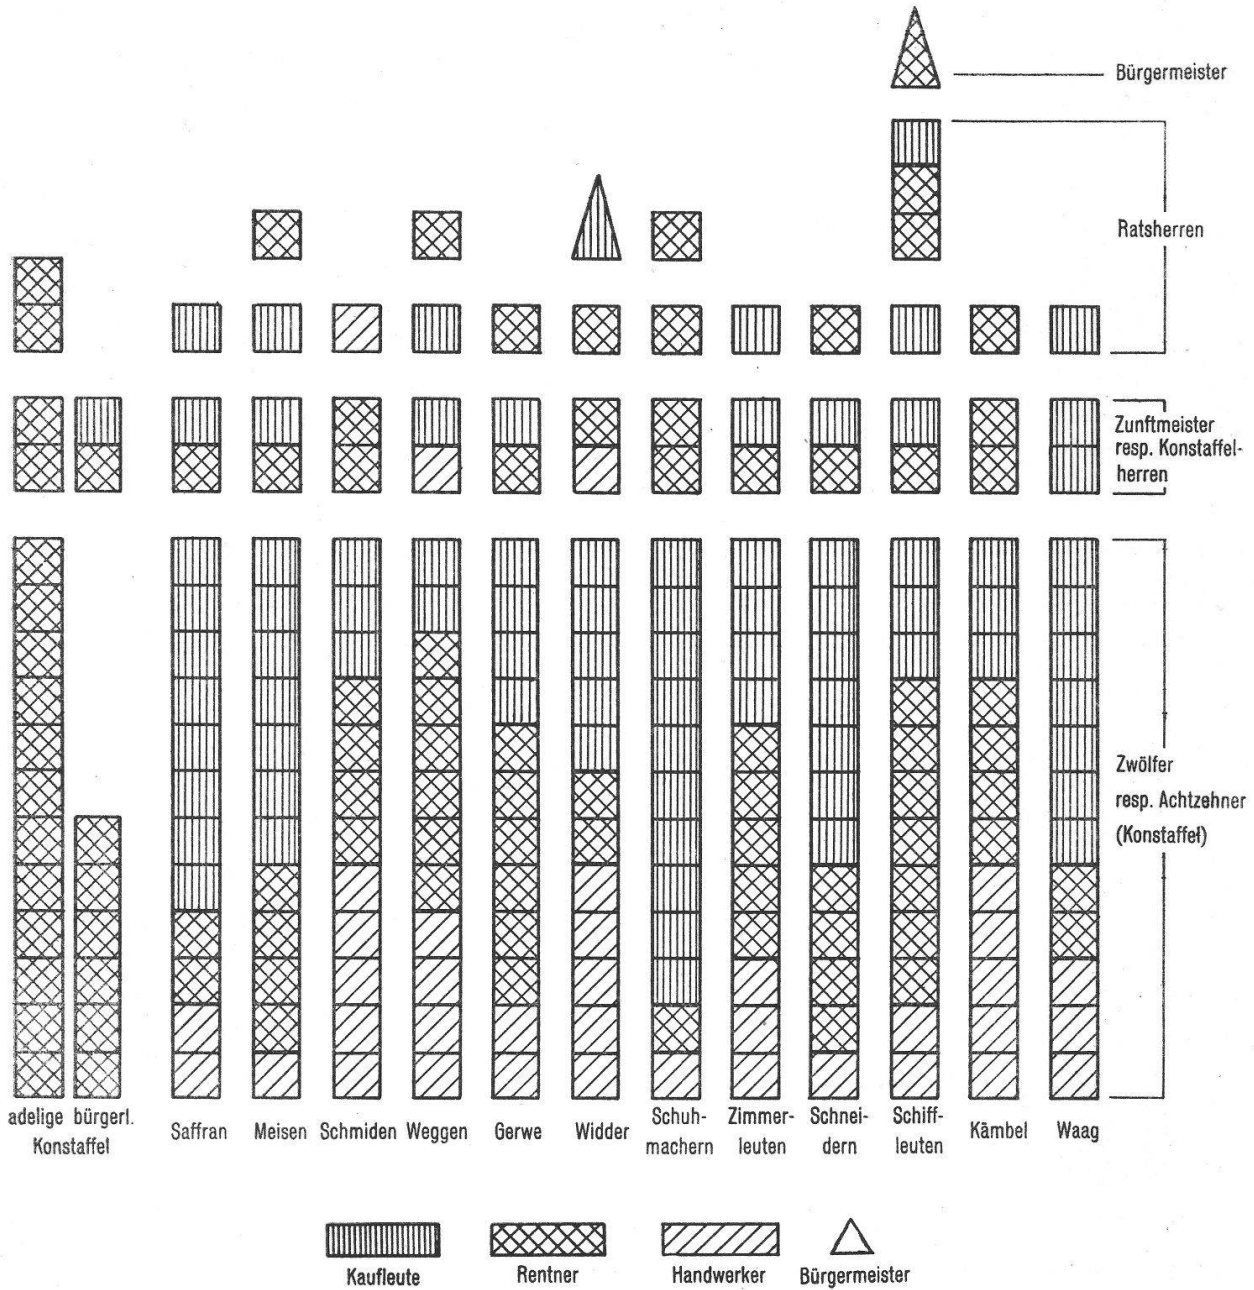 Bürgermeister
Ratsherren
Zunftmeister
resp. Konstaffel-
herren
Zwölfer
resp. Achtzehner
(Konstaffel)
adelige bürgerl.
Konstaffel
Saffran
Meisen
Schmiden
Weggen
Gerwe
Widder
Schuh-
machern
Zimmer-
leuten
Schnei-
dern
Schiff-
leuten
Kämbel
Waag
Kaufleute
Rentner
Handwerker
Bürgermeister